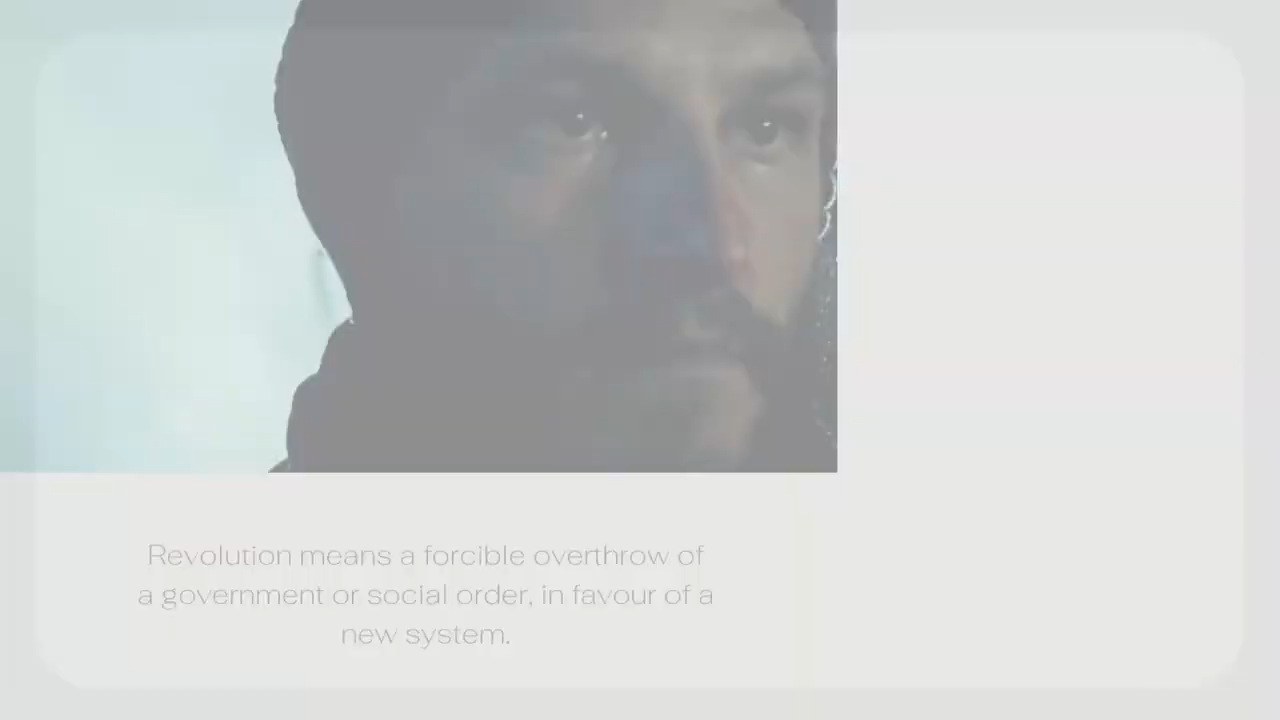 Revolution means a forcible overthrow of
a government or social order, in favour of a
new system.